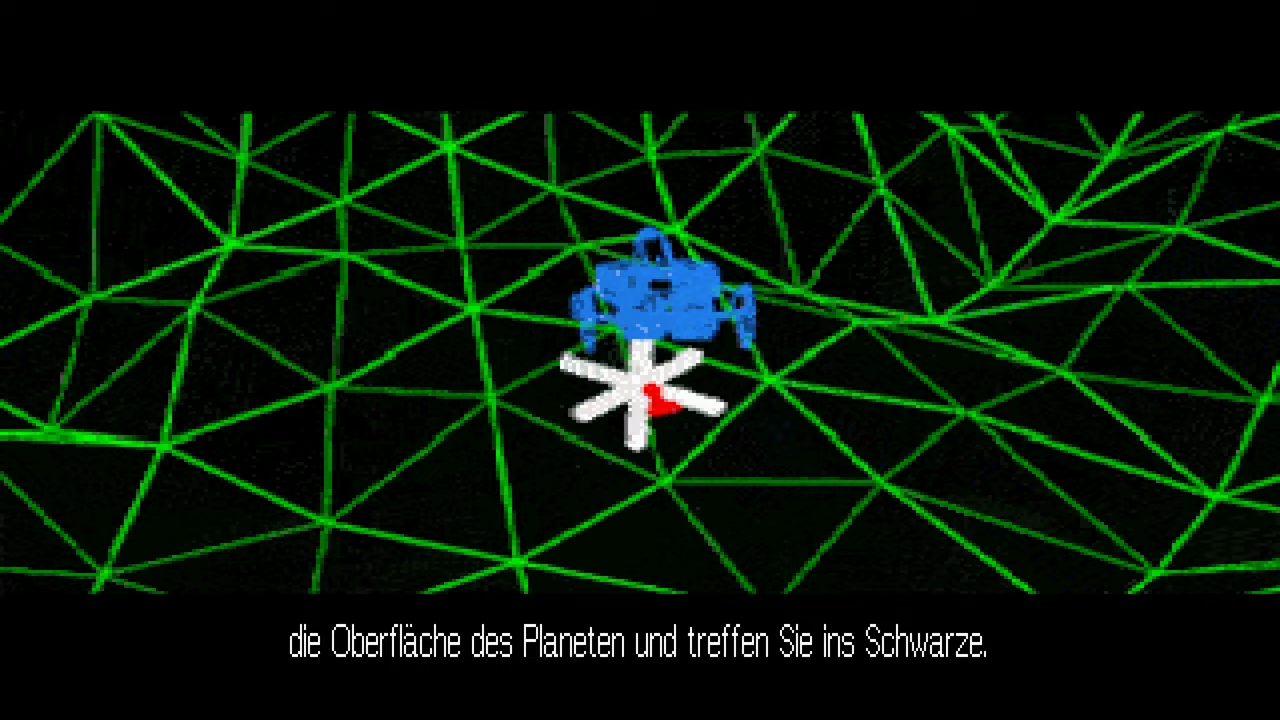 die Oberfläche des Planeten und treffen Sie ins Schwarze.